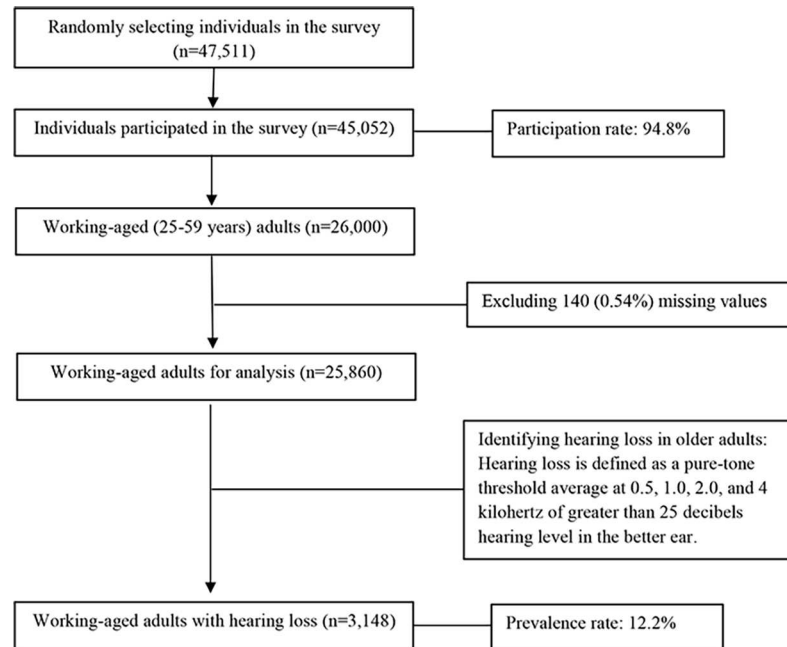 Randomly selecting individuals in the survey
(n=47,511)
Individuals participated in the survey (n=45,052)
Participation rate: 94.8%
Working-aged (25-59 years) adults (n=26,000)
Excluding 140 (0.54%) missing values
Working-aged adults for analysis (n=25,860)
Identifying hearing loss in older adults:
Hearing loss is defined as a pure-tone
threshold average at 0.5, 1.0, 2.0, and 4
kilohertz of greater than 25 decibels
hearing level in the better ear.
Working-aged adults with hearing loss (n=3,148)
Prevalence rate: 12.2%